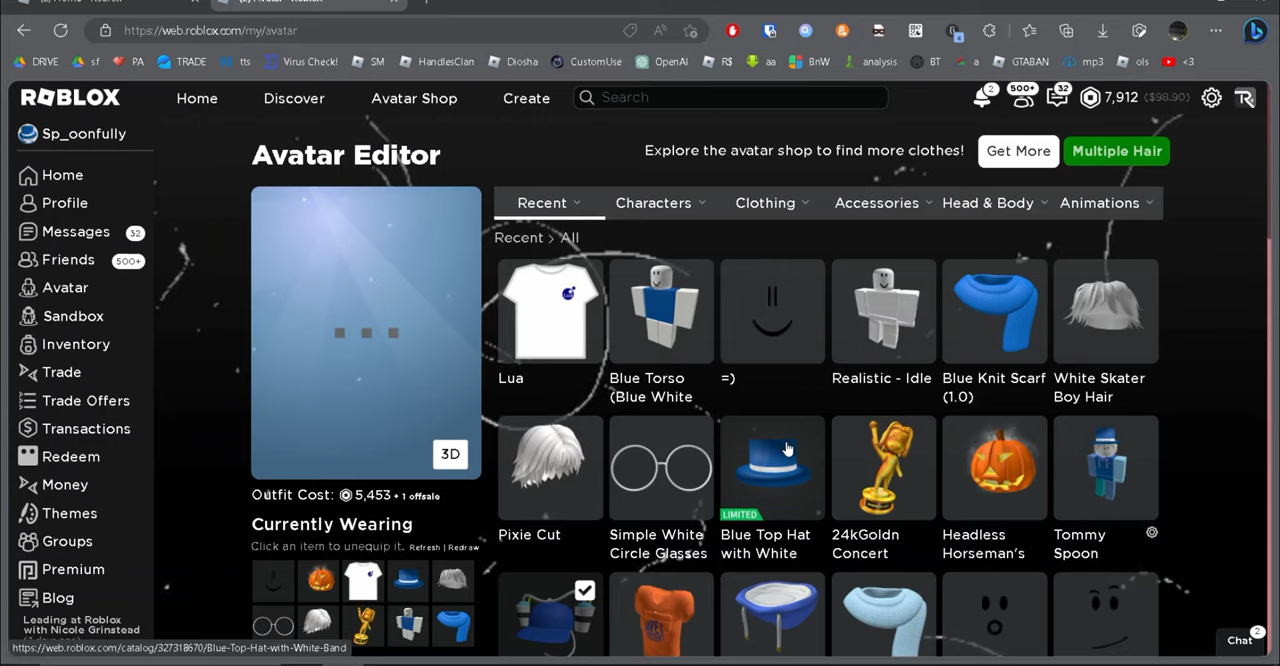 (2) Avatar - Roblox
https://web.roblox.com/my/avatar
DRIVE sf PA TRADE tts Virus Check! SM HandlesClan Diosha CustomUse OpenAI R$ aa BnW analysis BT a GTABAN mp3 ols <3
ROBLOX Home Discover Avatar Shop Create Search 2 500+ 32 7,912 ($98.90)
Sp_oonfully
Home
Profile
Messages 32
Friends 500+
Avatar
Sandbox
Inventory
Trade
Trade Offers
Transactions
Redeem
Money
Themes
Groups
Premium
Blog
Leading at Roblox
with Nicole Grinstead
https://web.roblox.com/catalog/327318670/Blue-Top-Hat-with-White-Band
Avatar Editor
Explore the avatar shop to find more clothes! Get More Multiple Hair
3D
Outfit Cost: 5,453 + 1 offsale
Currently Wearing
Click an item to unequip it. Refresh | Redraw
Recent Characters Clothing Accessories Head & Body Animations
Recent > All
Lua
Blue Torso
(Blue White
=)
Realistic - Idle
Blue Knit Scarf
(1.0)
White Skater
Boy Hair
Pixie Cut
Simple White
Circle Glasses
LIMITED
Blue Top Hat
with White
24kGoldn
Concert
Headless
Horseman's
Tommy
Spoon
Chat 2